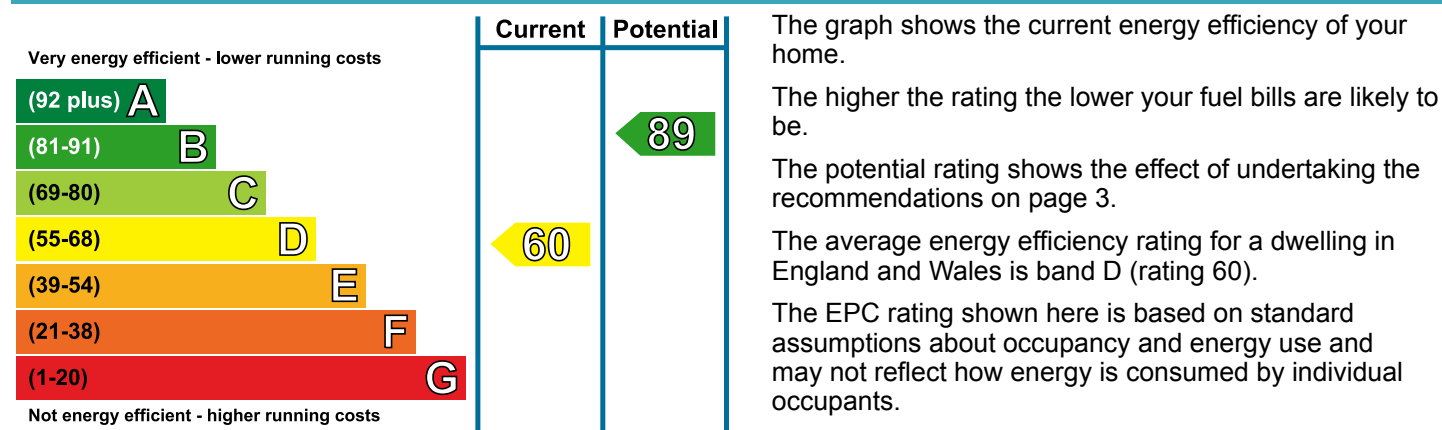 Current Potential
Very energy efficient - lower running costs
(92 plus) A
(81-91) B
89
(69-80) C
(55-68) D
60
(39-54) E
(21-38) F
(1-20) G
Not energy efficient - higher running costs
The graph shows the current energy efficiency of your
home.
The higher the rating the lower your fuel bills are likely to
be.
The potential rating shows the effect of undertaking the
recommendations on page 3.
The average energy efficiency rating for a dwelling in
England and Wales is band D (rating 60).
The EPC rating shown here is based on standard
assumptions about occupancy and energy use and
may not reflect how energy is consumed by individual
occupants.